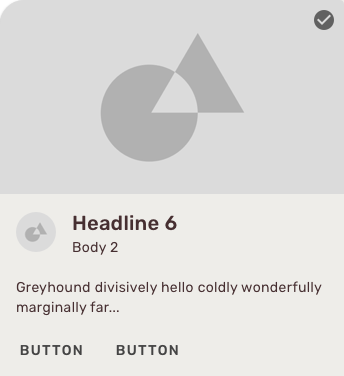 Headline 6
Body 2
Greyhound divisively hello coldly wonderfully
marginally far...
BUTTON BUTTON